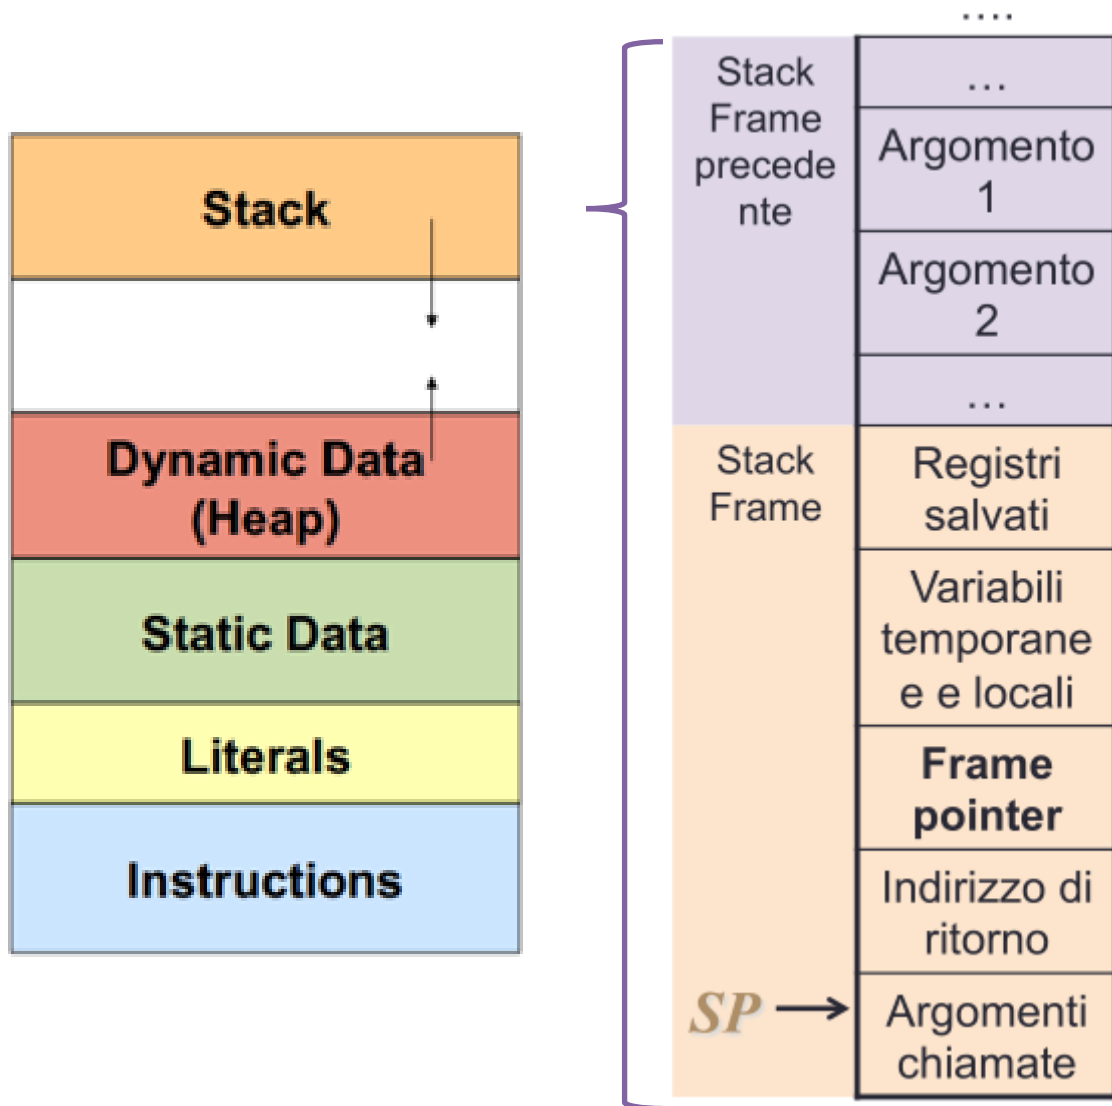 Stack
Dynamic Data
(Heap)
Static Data
Literals
Instructions
....
Stack
Frame
precede
nte
...
Argomento
1
Argomento
2
...
Stack
Frame
Registri
salvati
Variabili
temporane
e e locali
Frame
pointer
Indirizzo di
ritorno
SP
Argomenti
chiamate